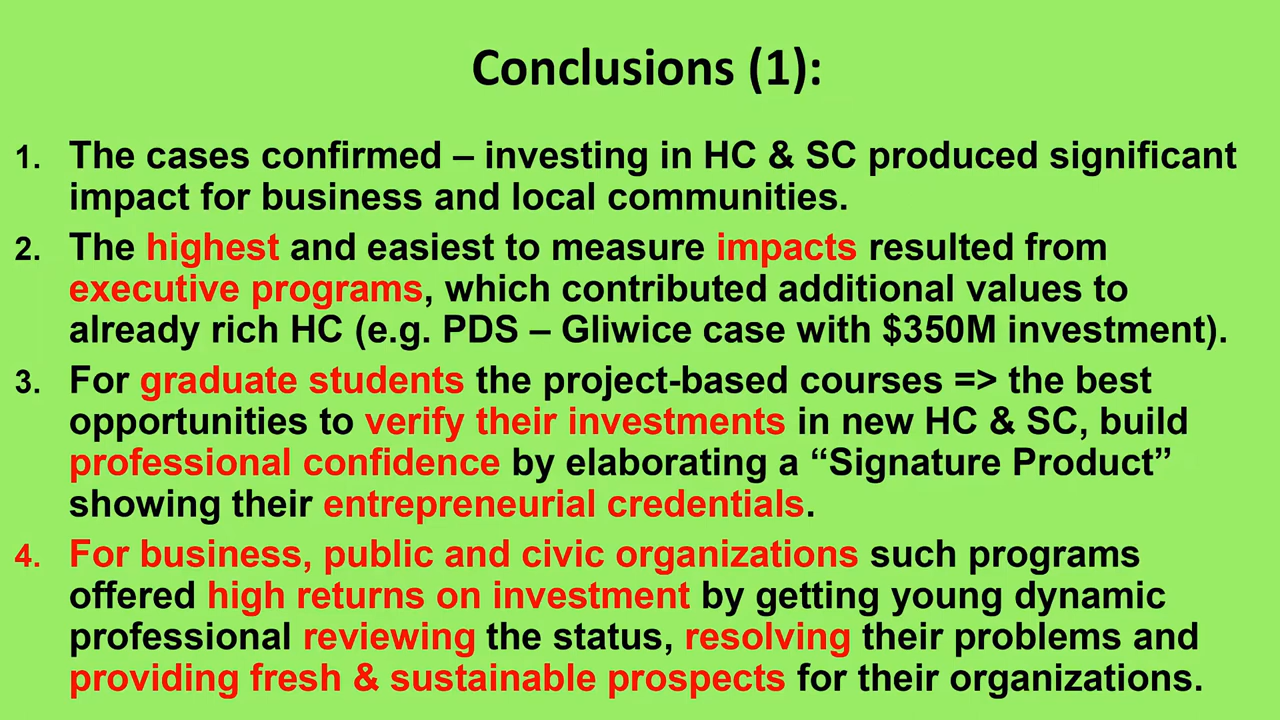 Conclusions (1):
1. The cases confirmed – investing in HC & SC produced significant
impact for business and local communities.
2. The highest and easiest to measure impacts resulted from
executive programs, which contributed additional values to
already rich HC (e.g. PDS – Gliwice case with $350M investment).
3. For graduate students the project-based courses => the best
opportunities to verify their investments in new HC & SC, build
professional confidence by elaborating a “Signature Product”
showing their entrepreneurial credentials.
4. For business, public and civic organizations such programs
offered high returns on investment by getting young dynamic
professional reviewing the status, resolving their problems and
providing fresh & sustainable prospects for their organizations.